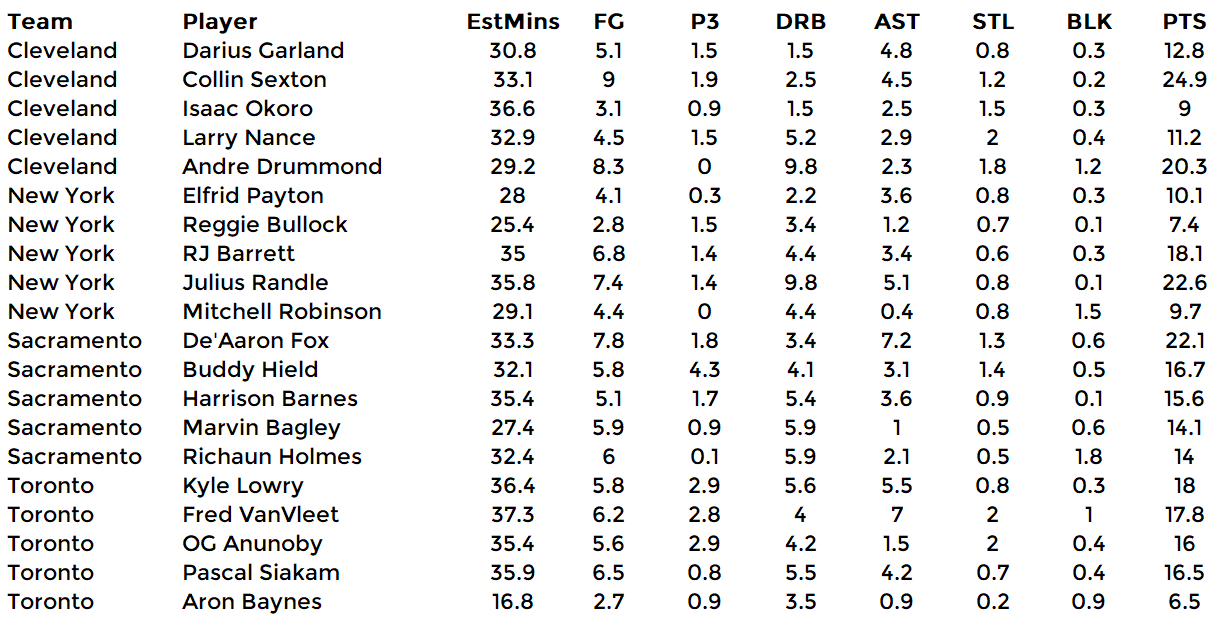 Team Player EstMins FG P3 DRB AST STL BLK PTS
Cleveland Darius Garland 30.8 5.1 1.5 1.5 4.8 0.8 0.3 12.8
Cleveland Collin Sexton 33.1 9 1.9 2.5 4.5 1.2 0.2 24.9
Cleveland Isaac Okoro 36.6 3.1 0.9 1.5 2.5 1.5 0.3 9
Cleveland Larry Nance 32.9 4.5 1.5 5.2 2.9 2 0.4 11.2
Cleveland Andre Drummond 29.2 8.3 0 9.8 2.3 1.8 1.2 20.3
New York Elfrid Payton 28 4.1 0.3 2.2 3.6 0.8 0.3 10.1
New York Reggie Bullock 25.4 2.8 1.5 3.4 1.2 0.7 0.1 7.4
New York RJ Barrett 35 6.8 1.4 4.4 3.4 0.6 0.3 18.1
New York Julius Randle 35.8 7.4 1.4 9.8 5.1 0.8 0.1 22.6
New York Mitchell Robinson 29.1 4.4 0 4.4 0.4 0.8 1.5 9.7
Sacramento De'Aaron Fox 33.3 7.8 1.8 3.4 7.2 1.3 0.6 22.1
Sacramento Buddy Hield 32.1 5.8 4.3 4.1 3.1 1.4 0.5 16.7
Sacramento Harrison Barnes 35.4 5.1 1.7 5.4 3.6 0.9 0.1 15.6
Sacramento Marvin Bagley 27.4 5.9 0.9 5.9 1 0.5 0.6 14.1
Sacramento Richaun Holmes 32.4 6 0.1 5.9 2.1 0.5 1.8 14
Toronto Kyle Lowry 36.4 5.8 2.9 5.6 5.5 0.8 0.3 18
Toronto Fred VanVleet 37.3 6.2 2.8 4 7 2 1 17.8
Toronto OG Anunoby 35.4 5.6 2.9 4.2 1.5 2 0.4 16
Toronto Pascal Siakam 35.9 6.5 0.8 5.5 4.2 0.7 0.4 16.5
Toronto Aron Baynes 16.8 2.7 0.9 3.5 0.9 0.2 0.9 6.5